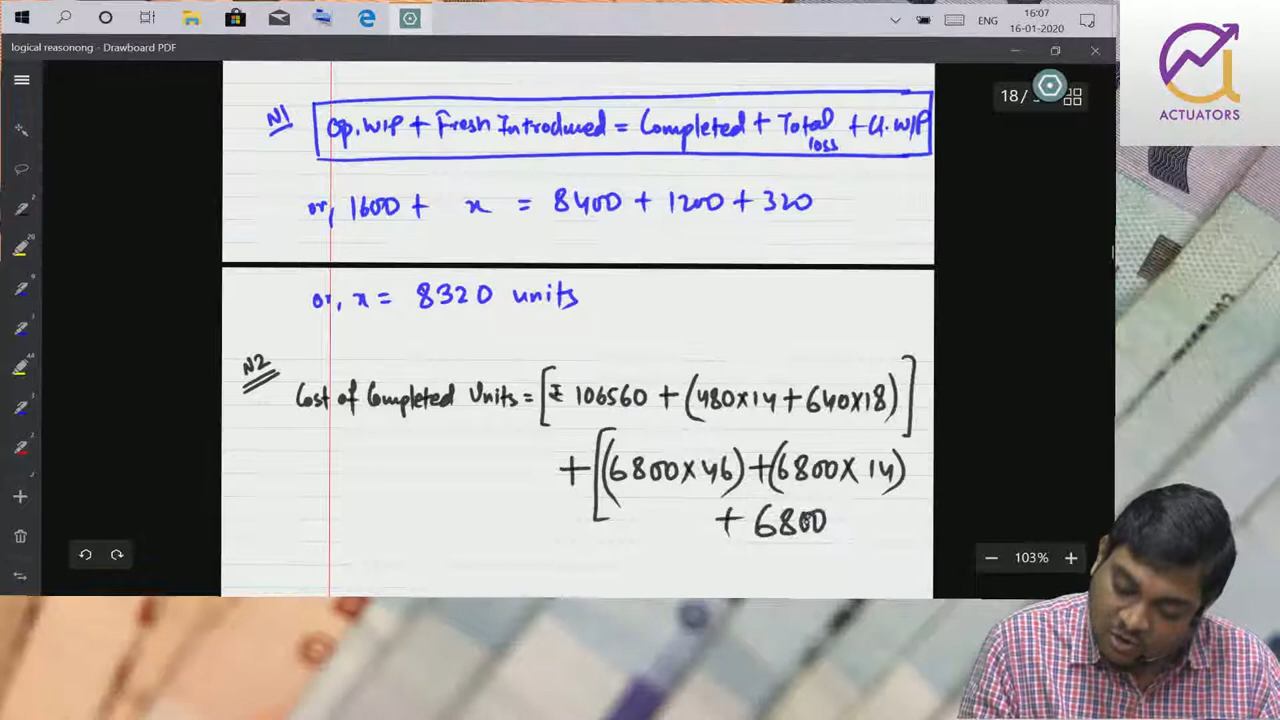 16:07
ENG
16-01-2020
logical reasonong - Drawboard PDF
ACTUATORS
18 /
N1
Op. WIP + Fresh Introduced = Completed + Total loss + Cl. WIP
or, 1600 + x = 8400 + 1200 + 320
or, x = 8320 units
N2
Cost of Completed Units = [₹ 106560 + (480×14 + 640×18)]
+ [(6800×46) + (6800×14)
+ 6800
103%